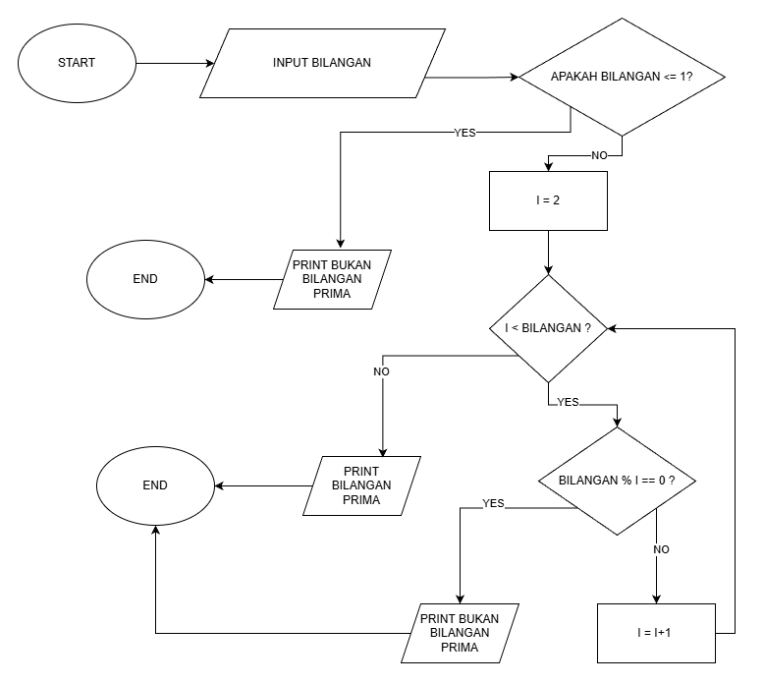 START
INPUT BILANGAN
APAKAH BILANGAN <= 1?
YES
NO
I = 2
END
PRINT BUKAN
BILANGAN
PRIMA
I < BILANGAN ?
NO
YES
END
PRINT
BILANGAN
PRIMA
BILANGAN % I == 0 ?
YES
NO
PRINT BUKAN
BILANGAN
PRIMA
I = I+1